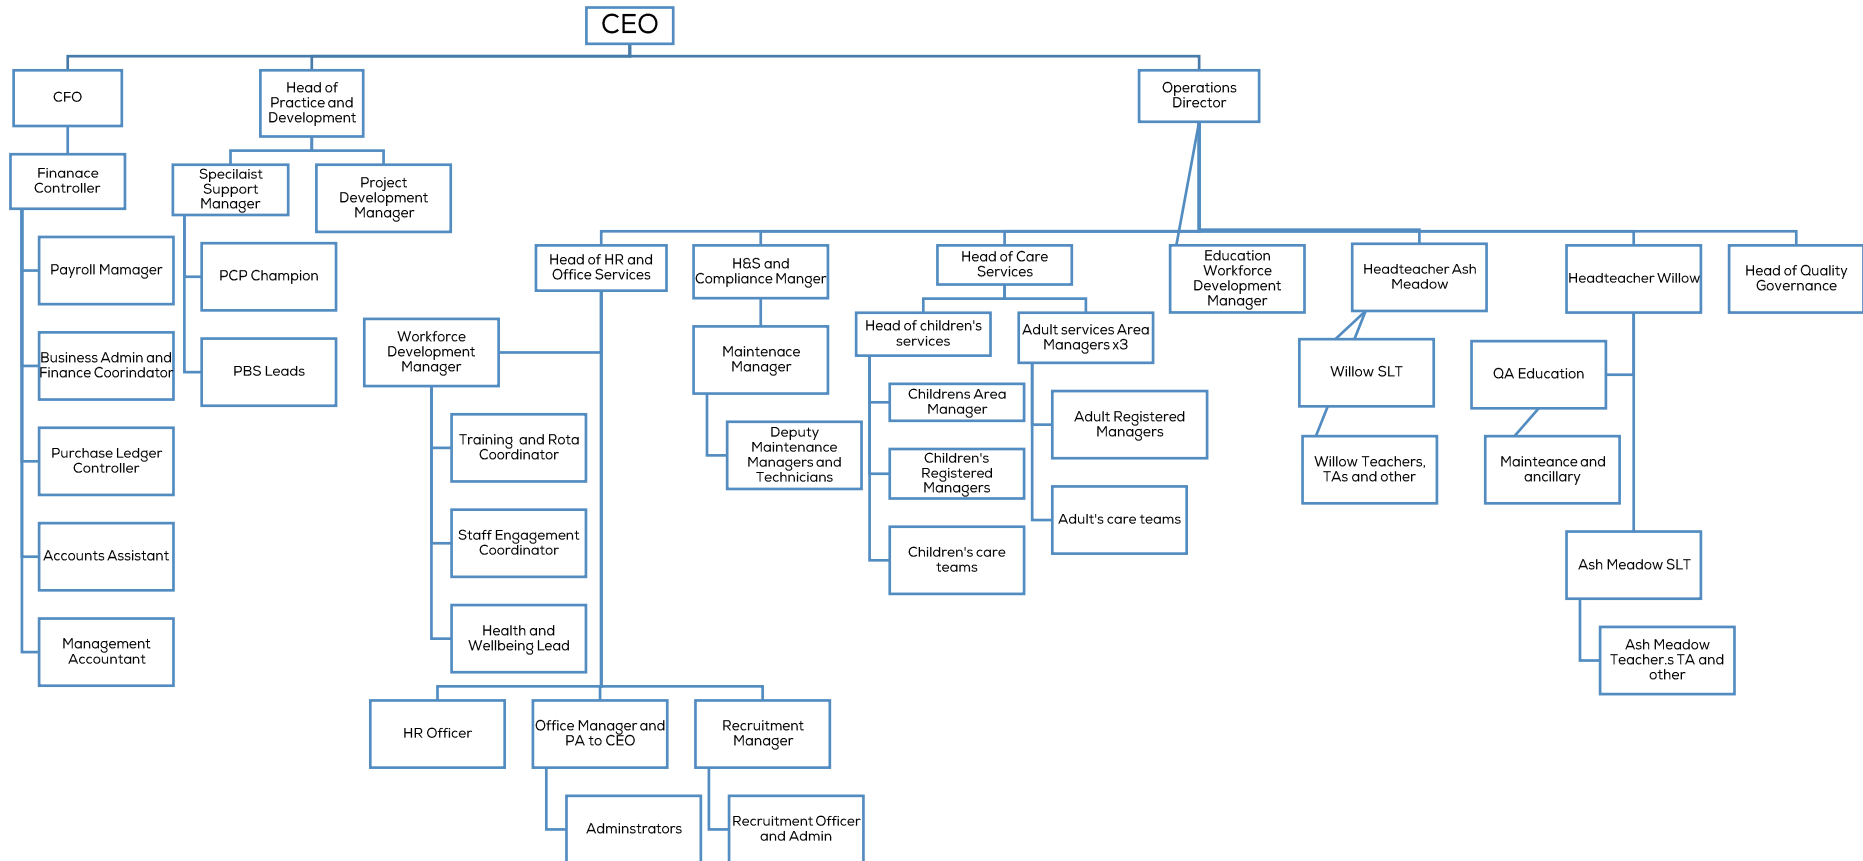 CEO
CFO
Head of
Practice and
Development
Operations
Director
Finanace
Controller
Specilaist
Support
Manager
Project
Development
Manager
Payroll Mamager
PCP Champion
Head of HR and
Office Services
H&S and
Compliance Manger
Head of Care
Services
Education
Workforce
Development
Manager
Headteacher Ash
Meadow
Headteacher Willow
Head of Quality
Governance
Business Admin and
Finance Coorindator
PBS Leads
Workforce
Development
Manager
Maintenace
Manager
Head of children's
services
Adult services Area
Managers x3
Willow SLT
QA Education
Childrens Area
Manager
Adult Registered
Managers
Purchase Ledger
Controller
Training and Rota
Coordinator
Deputy
Maintenance
Managers and
Technicians
Children's
Registered
Managers
Willow Teachers,
TAs and other
Mainteance and
ancillary
Accounts Assistant
Staff Engagement
Coordinator
Children's care
teams
Adult's care teams
Ash Meadow SLT
Management
Accountant
Health and
Wellbeing Lead
Ash Meadow
Teacher.s TA and
other
HR Officer
Office Manager and
PA to CEO
Recruitment
Manager
Adminstrators
Recruitment Officer
and Admin